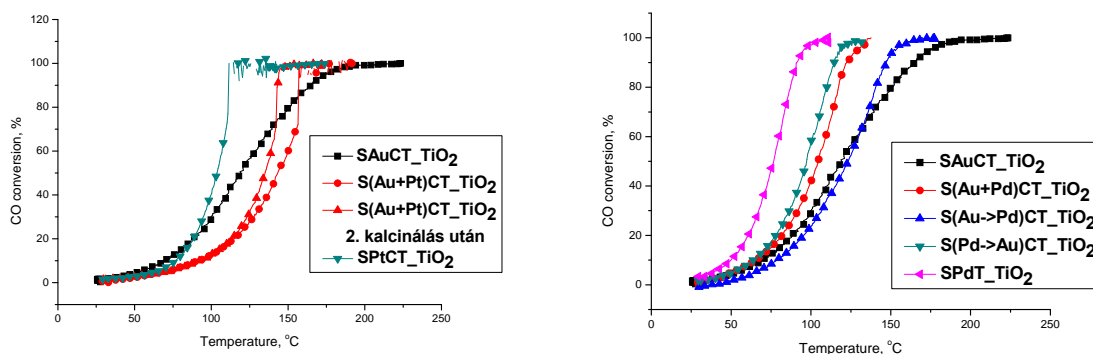 120
100
80
60
40
20
0
CO conversion, %
0 50 100 150 200 250
Temperature, °C
SAuCT_TiO₂
S(Au+Pt)CT_TiO₂
S(Au+Pt)CT_TiO₂
2. kalcinálás után
SPtCT_TiO₂
100
80
60
40
20
0
CO conversion, %
0 50 100 150 200 250
Temperature, °C
SAuCT_TiO₂
S(Au+Pd)CT_TiO₂
S(Au->Pd)CT_TiO₂
S(Pd->Au)CT_TiO₂
SPdT_TiO₂